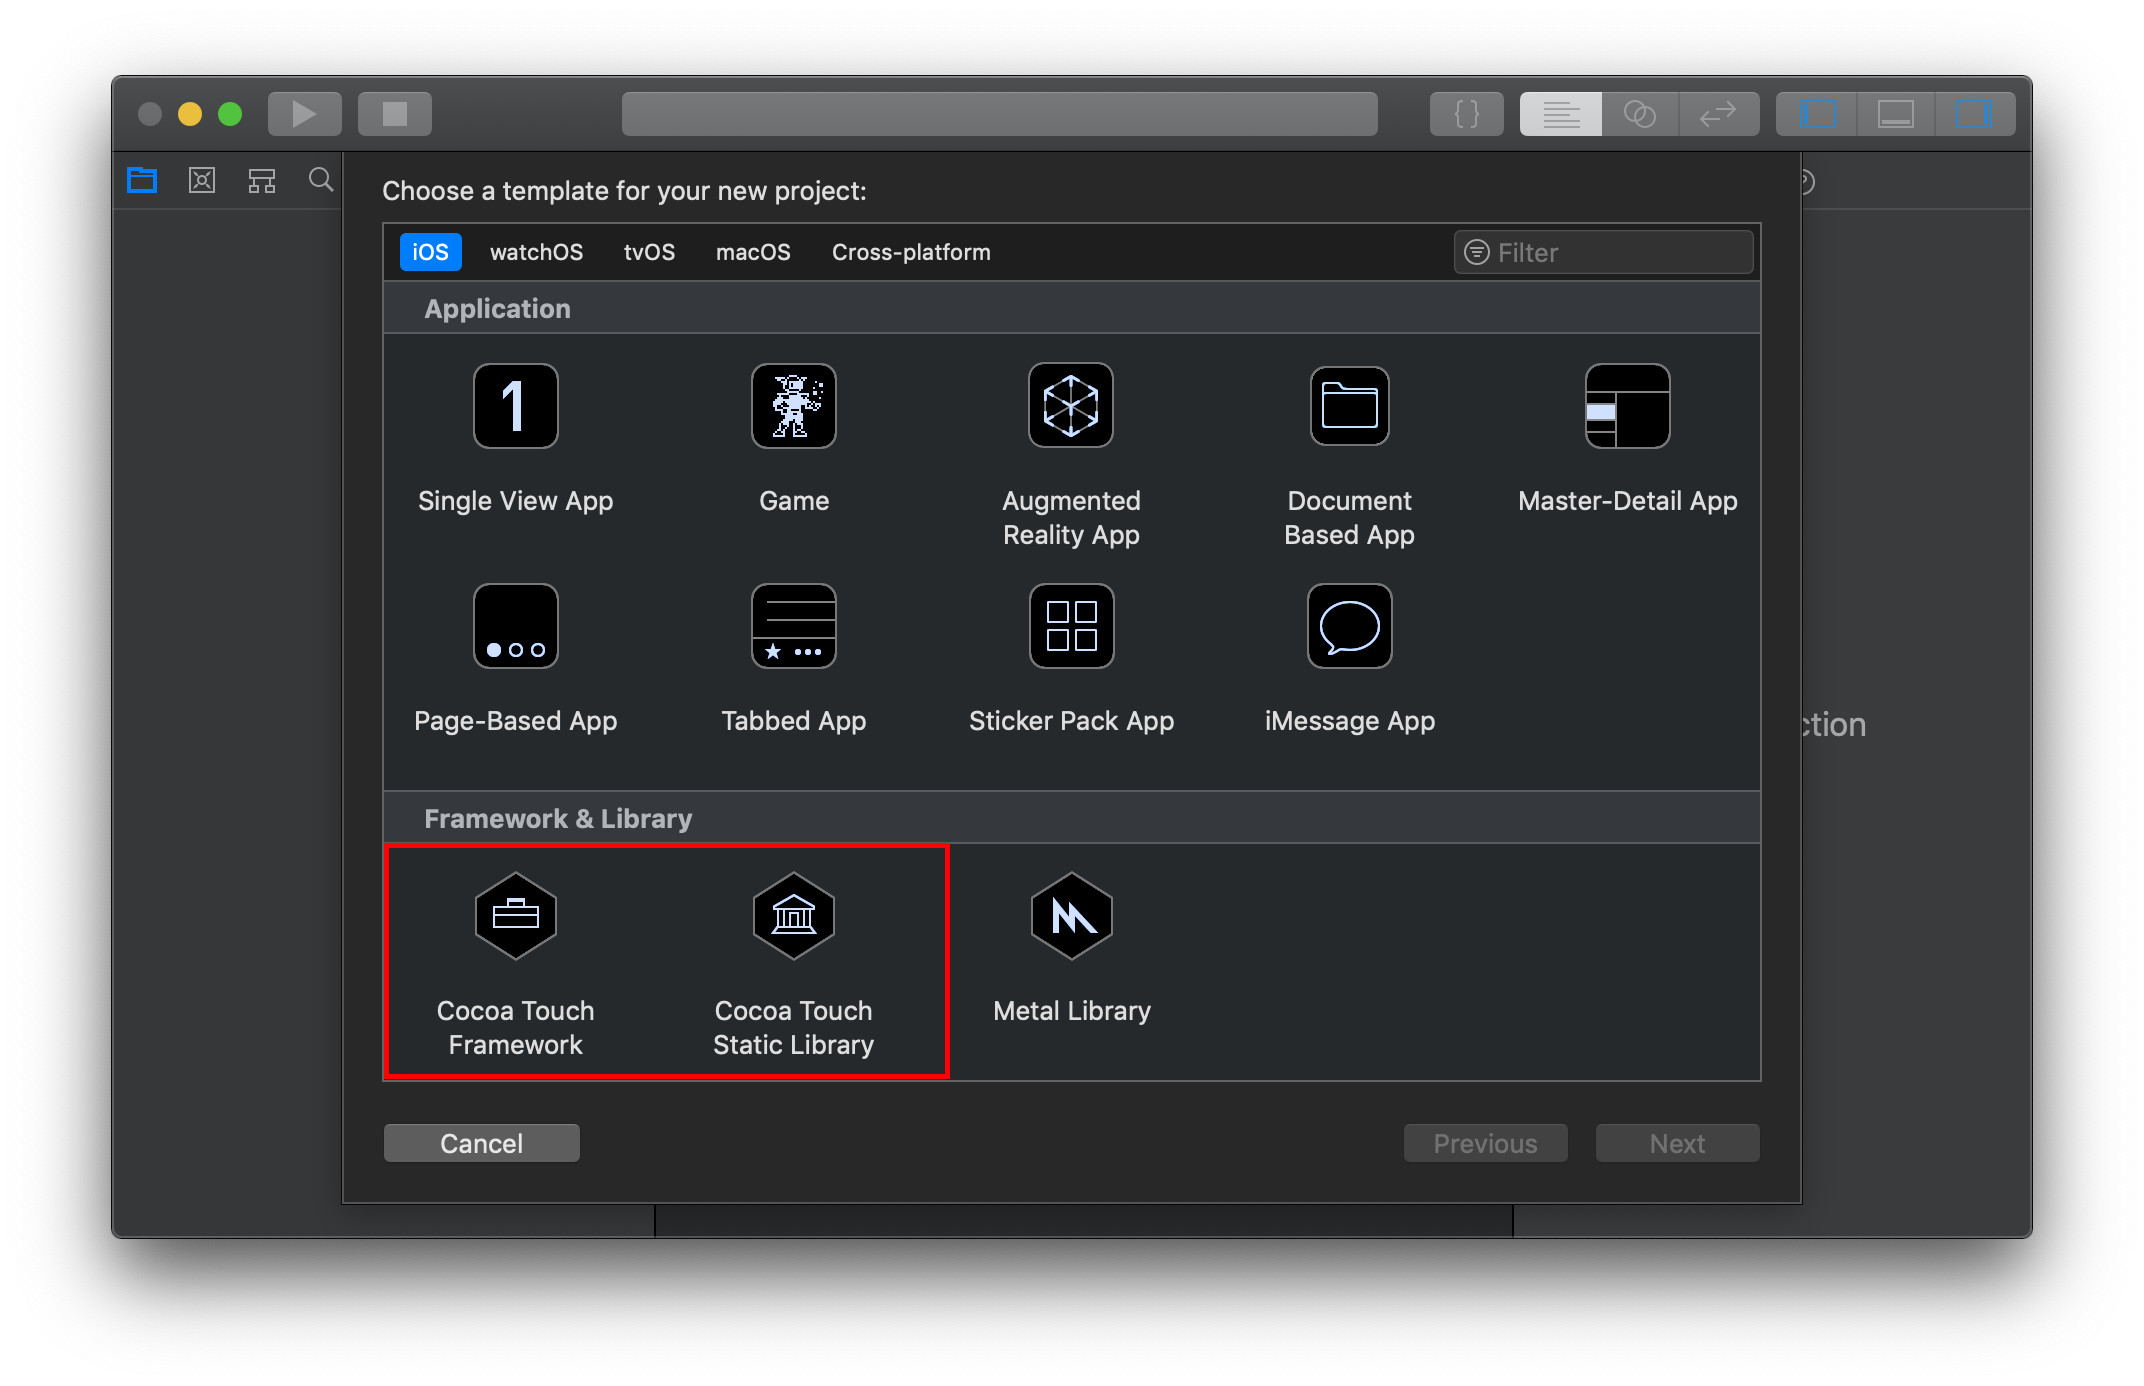 Choose a template for your new project:
iOS watchOS tvOS macOS Cross-platform Filter
Application
1
Single View App
Game
Augmented
Reality App
Document
Based App
Master-Detail App
Page-Based App
Tabbed App
Sticker Pack App
iMessage App
ction
Framework & Library
Cocoa Touch
Framework
Cocoa Touch
Static Library
Metal Library
Cancel
Previous
Next